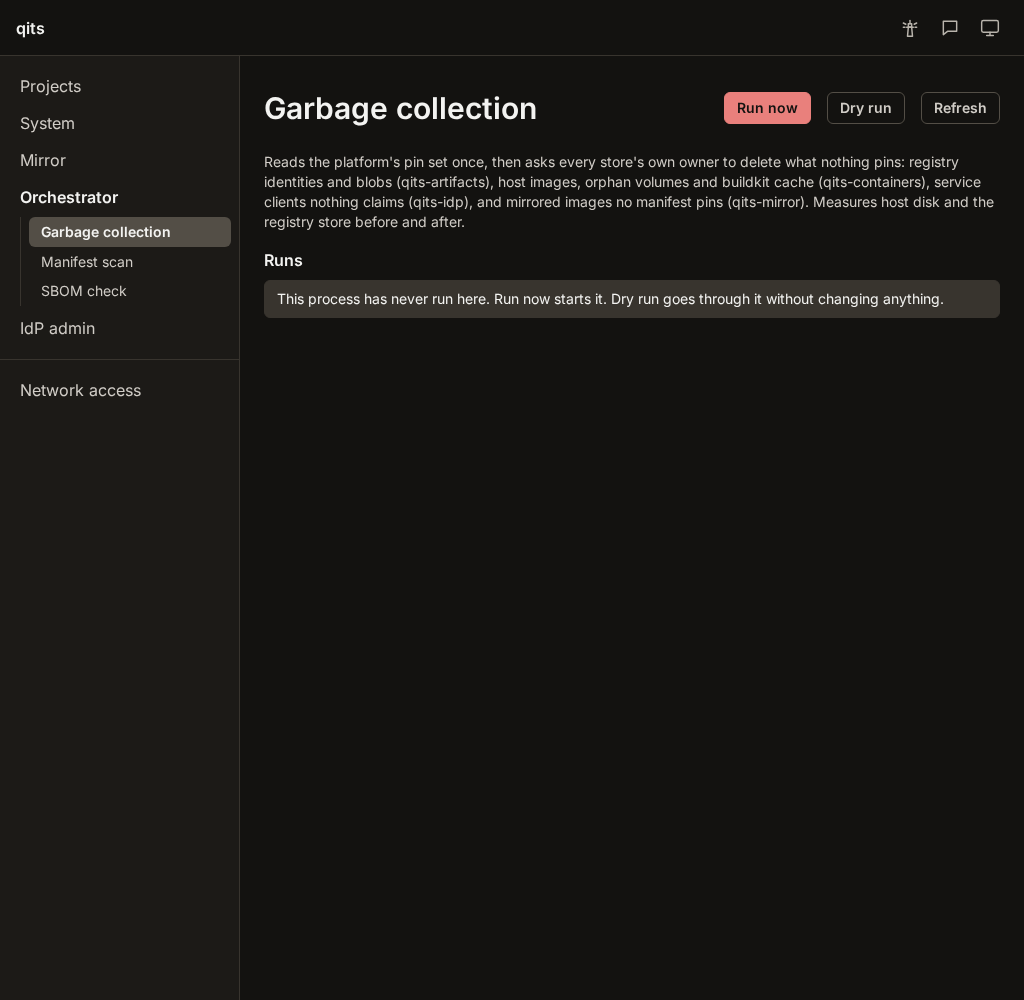 qits
Projects
System
Mirror
Orchestrator
Garbage collection
Manifest scan
SBOM check
IdP admin
Network access
Garbage collection
Run now
Dry run
Refresh
Reads the platform's pin set once, then asks every store's own owner to delete what nothing pins: registry
identities and blobs (qits-artifacts), host images, orphan volumes and buildkit cache (qits-containers), service
clients nothing claims (qits-idp), and mirrored images no manifest pins (qits-mirror). Measures host disk and the
registry store before and after.
Runs
This process has never run here. Run now starts it. Dry run goes through it without changing anything.